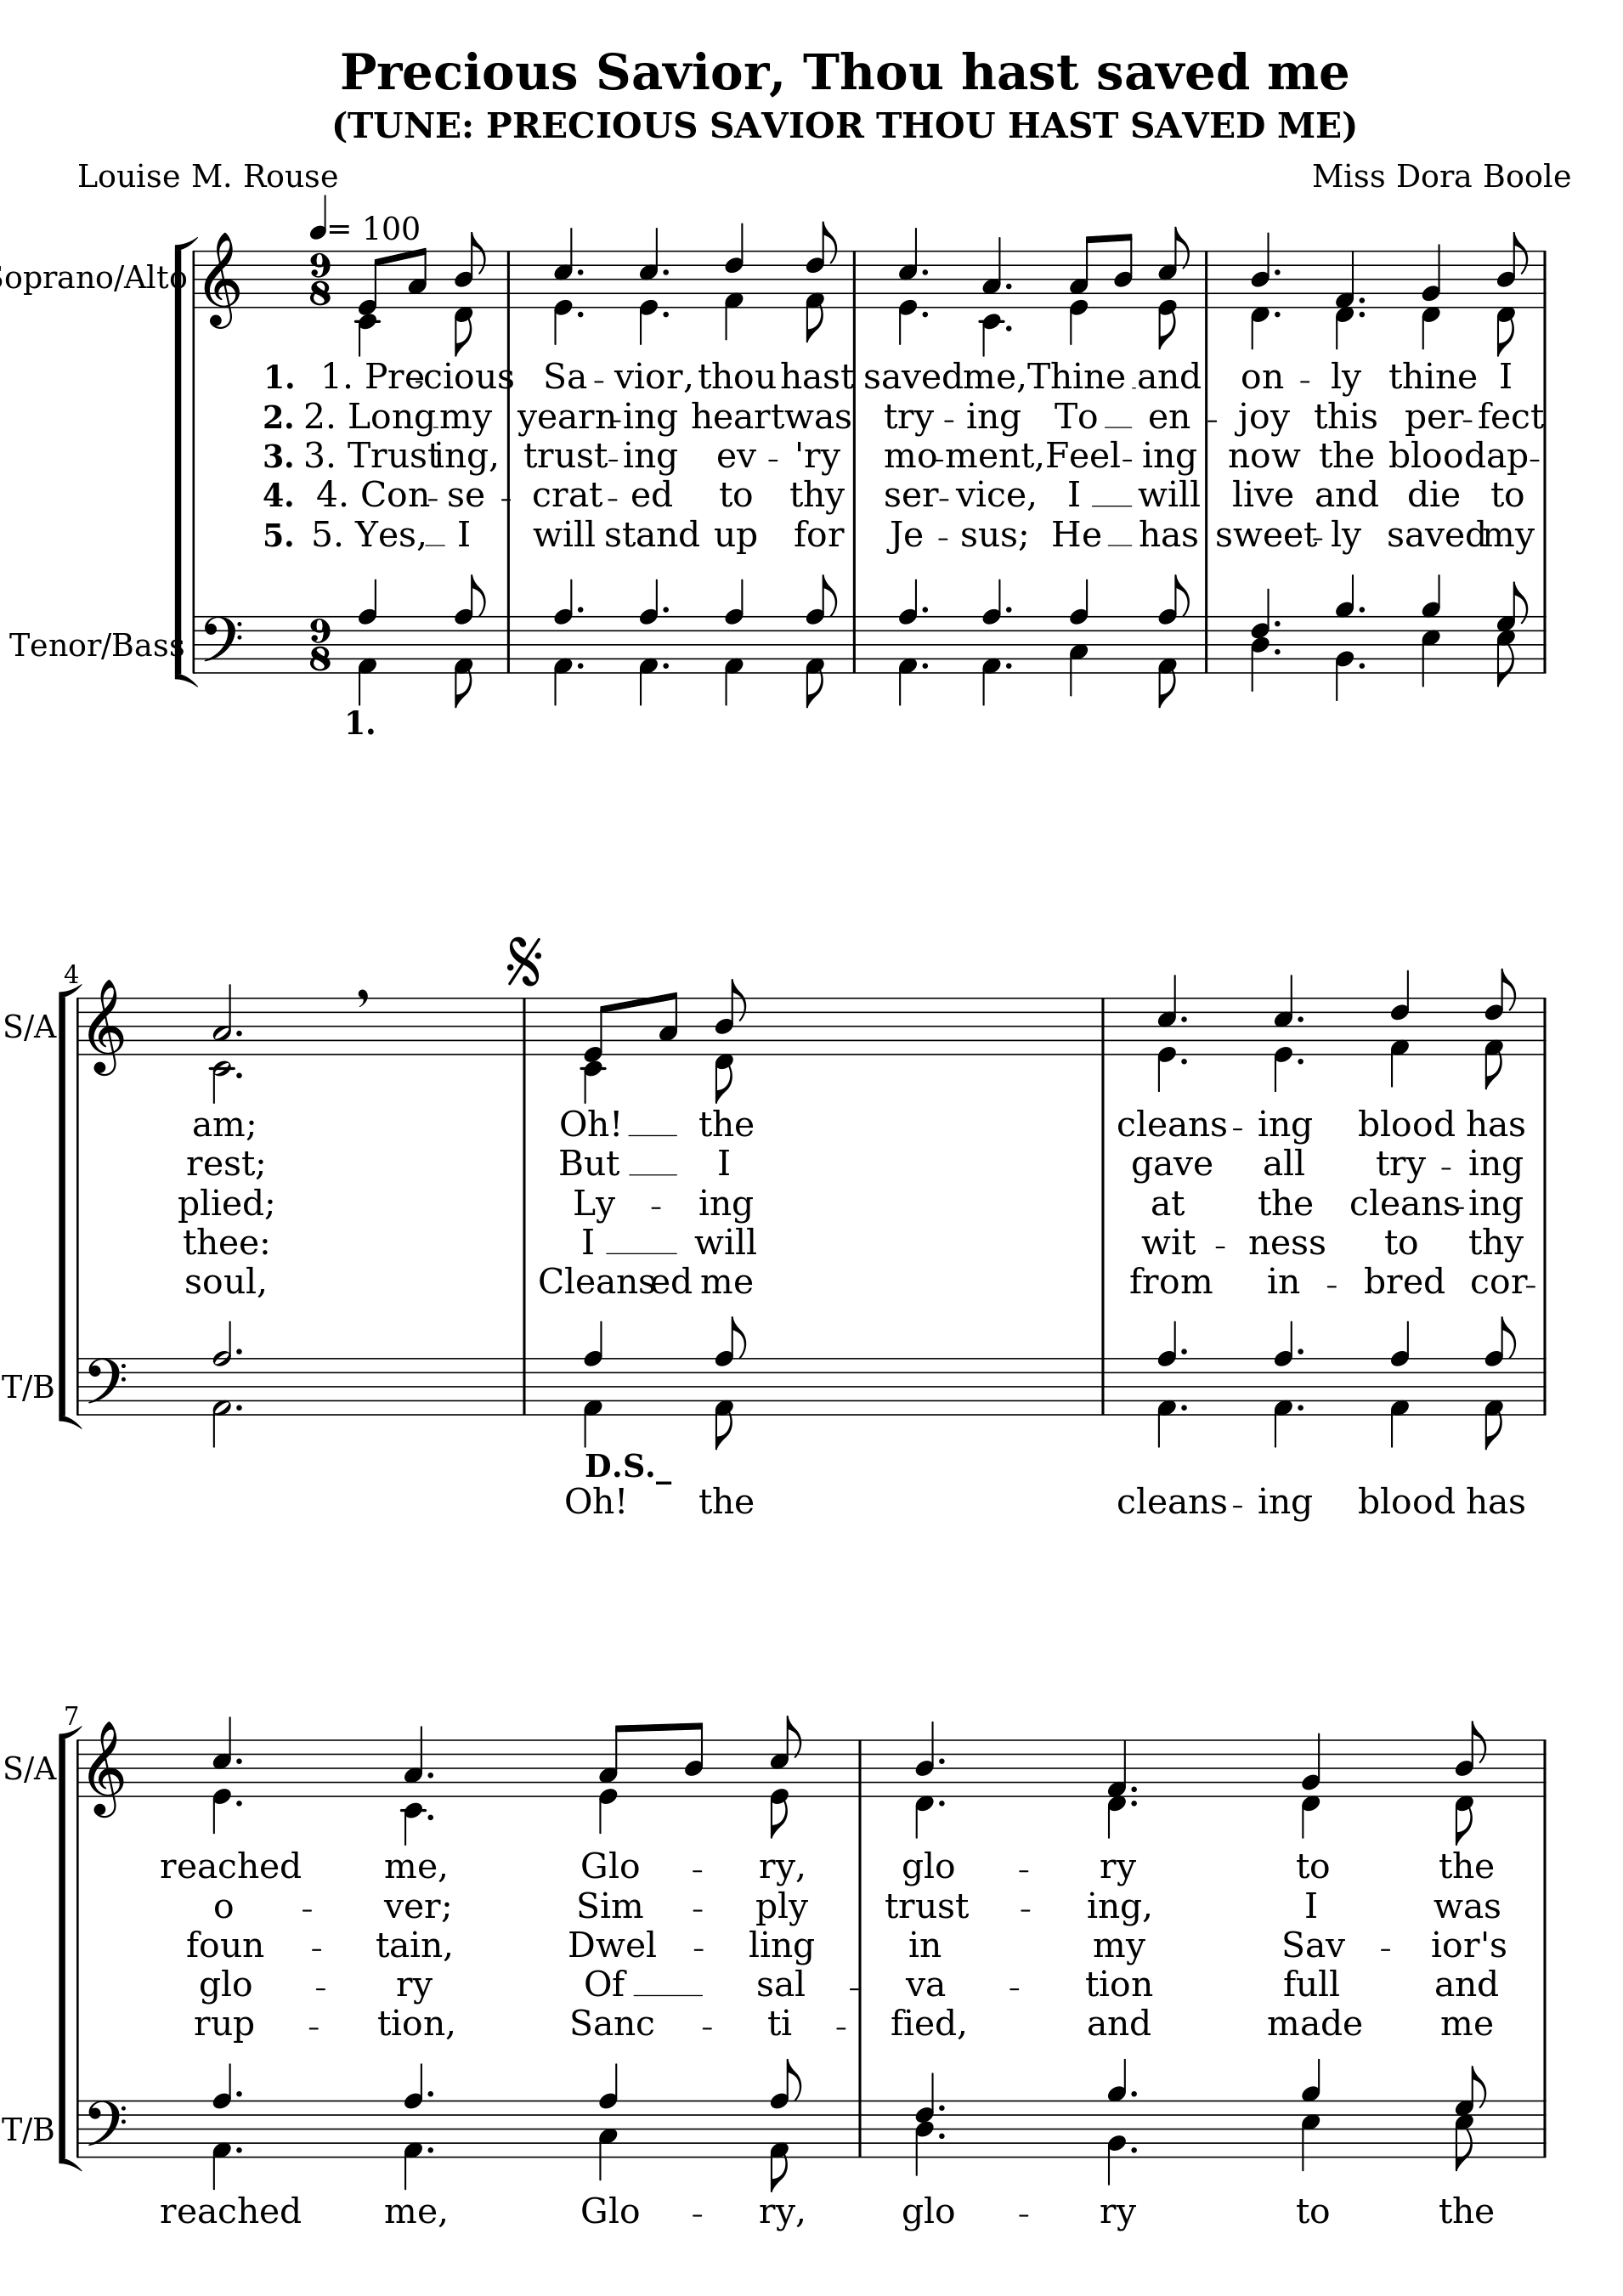 Precious Savior, Thou hast saved me
(TUNE: PRECIOUS SAVIOR THOU HAST SAVED ME)
Louise M. Rouse Miss Dora Boole
= 100
Soprano/Alto
1. 1. Pre-cious Sa - vior, thou hast saved me, Thine _ and on - ly thine I
2. 2. Long _ my yearn-ing heart was try - ing To _ en - joy this per - fect
3. 3. Trust ing, trust-ing ev - 'ry mo-ment, Feel - ing now the blood ap -
4. 4. Con - se - crat - ed to thy ser - vice, I _ will live and die to
5. 5. Yes, _ I will stand up for Je - sus; He _ has sweet-ly saved my
Tenor/Bass
1.
4
S/A
am; Oh! _ the cleans - ing blood has
rest; But _ I gave all try - ing
plied; Ly - ing at the cleans-ing
thee: I _ will wit - ness to thy
soul, Cleans ed me from in - bred cor-
T/B
D.S._
Oh! the cleans - ing blood has
7
S/A
reached me, Glo - ry, glo - ry to the
o - ver; Sim - ply trust - ing, I was
foun - tain, Dwel - ling in my Sav - ior's
glo - ry Of _ sal - va - tion full and
rup - tion, Sanc - ti - fied, and made me
T/B
reached me, Glo - ry, glo - ry to the